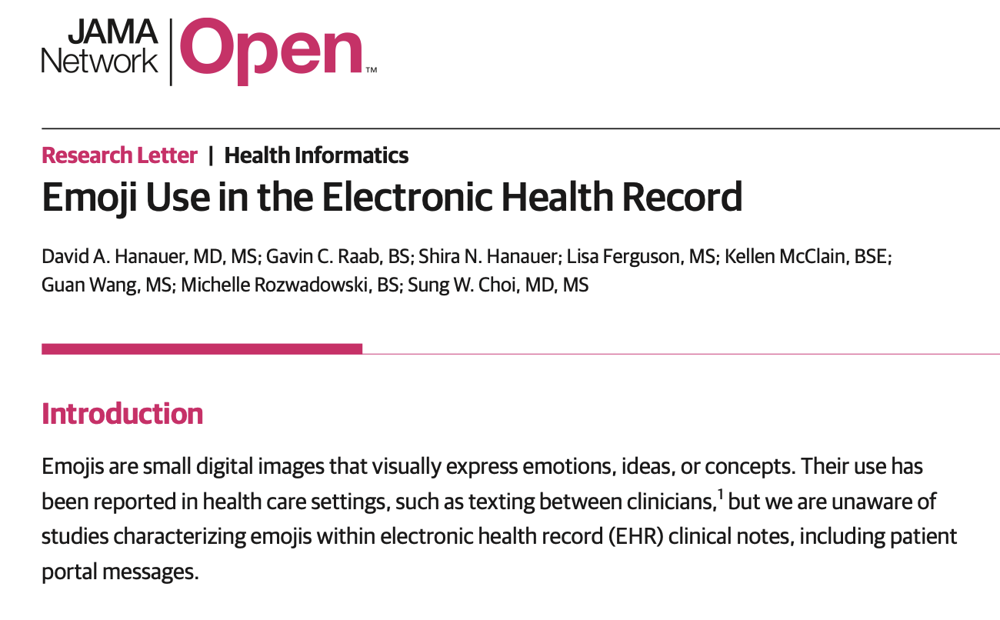 JAMA
Network
Open™
Research Letter | Health Informatics
Emoji Use in the Electronic Health Record
David A. Hanauer, MD, MS; Gavin C. Raab, BS; Shira N. Hanauer; Lisa Ferguson, MS; Kellen McClain, BSE;
Guan Wang, MS; Michelle Rozwadowski, BS; Sung W. Choi, MD, MS
Introduction
Emojis are small digital images that visually express emotions, ideas, or concepts. Their use has
been reported in health care settings, such as texting between clinicians,¹ but we are unaware of
studies characterizing emojis within electronic health record (EHR) clinical notes, including patient
portal messages.